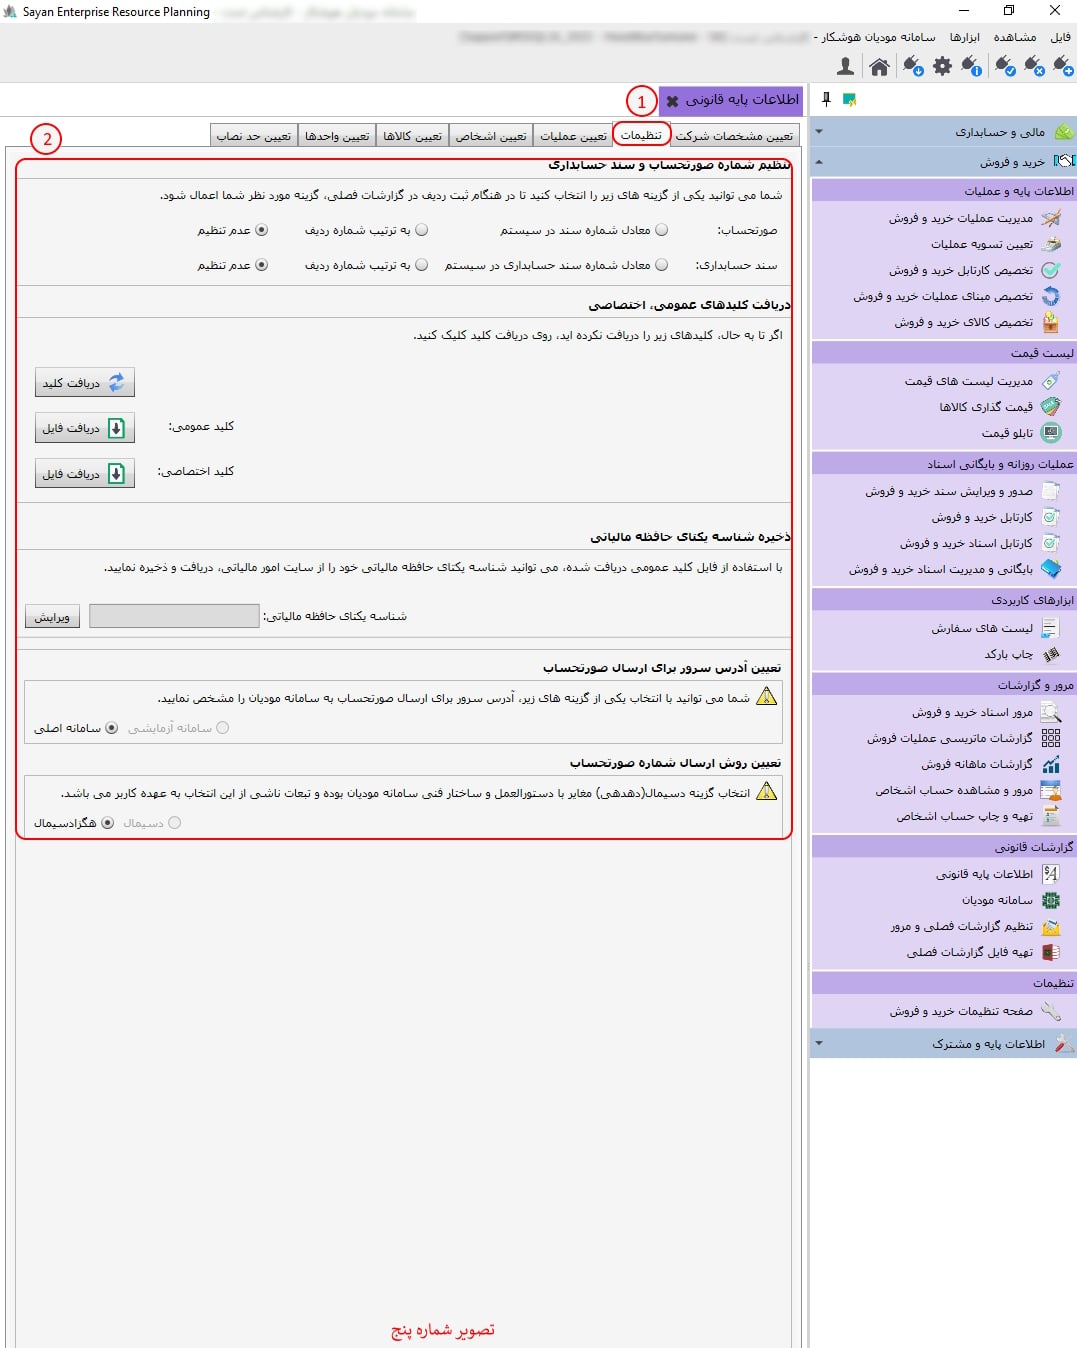 Sayan Enterprise Resource Planning
فایل مشاهده ابزارها سامانه مودیان هوشکار -
اطلاعات پایه قانونی
1
2
تعیین مشخصات شرکت
تنظیمات
تعیین عملیات
تعیین اشخاص
تعیین کالاها
تعیین واحدها
تعیین حد نصاب
تنظیم شماره صورتحساب و سند حسابداری
شما می توانید یکی از گزینه های زیر را انتخاب کنید تا در هنگام ثبت ردیف در گزارشات فصلی، گزینه مورد نظر شما اعمال شود.
صورتحساب: معادل شماره سند در سیستم به ترتیب شماره ردیف عدم تنظیم
سند حسابداری: معادل شماره سند حسابداری در سیستم به ترتیب شماره ردیف عدم تنظیم
دریافت کلیدهای عمومی، اختصاصی
اگر تا به حال، کلیدهای زیر را دریافت نکرده اید، روی دریافت کلید کلیک کنید.
دریافت کلید
کلید عمومی: دریافت فایل
کلید اختصاصی: دریافت فایل
ذخیره شناسه یکتای حافظه مالیاتی
با استفاده از فایل کلید عمومی دریافت شده، می توانید شناسه یکتای حافظه مالیاتی خود را از سایت امور مالیاتی، دریافت و ذخیره نمایید.
شناسه یکتای حافظه مالیاتی: ویرایش
تعیین آدرس سرور برای ارسال صورتحساب
شما می توانید با انتخاب یکی از گزینه های زیر، آدرس سرور برای ارسال صورتحساب به سامانه مودیان را مشخص نمایید.
سامانه آزمایشی سامانه اصلی
تعیین روش ارسال شماره صورتحساب
انتخاب گزینه دسیمال(دهدهی) مغایر با دستورالعمل و ساختار فنی سامانه مودیان بوده و تبعات ناشی از این انتخاب به عهده کاربر می باشد.
دسیمال هگزادسیمال
تصویر شماره پنج
مالی و حسابداری
خرید و فروش
اطلاعات پایه و عملیات
مدیریت عملیات خرید و فروش
تعیین تسویه عملیات
تخصیص کارتابل خرید و فروش
تخصیص مبنای عملیات خرید و فروش
تخصیص کالای خرید و فروش
لیست قیمت
مدیریت لیست های قیمت
قیمت گذاری کالاها
تابلو قیمت
عملیات روزانه و بایگانی اسناد
صدور و ویرایش سند خرید و فروش
کارتابل خرید و فروش
کارتابل اسناد خرید و فروش
بایگانی و مدیریت اسناد خرید و فروش
ابزارهای کاربردی
لیست های سفارش
چاپ بارکد
مرور و گزارشات
مرور اسناد خرید و فروش
گزارشات ماتریسی عملیات فروش
گزارشات ماهانه فروش
مرور و مشاهده حساب اشخاص
تهیه و چاپ حساب اشخاص
گزارشات قانونی
اطلاعات پایه قانونی
سامانه مودیان
تنظیم گزارشات فصلی و مرور
تهیه فایل گزارشات فصلی
تنظیمات
صفحه تنظیمات خرید و فروش
اطلاعات پایه و مشترک